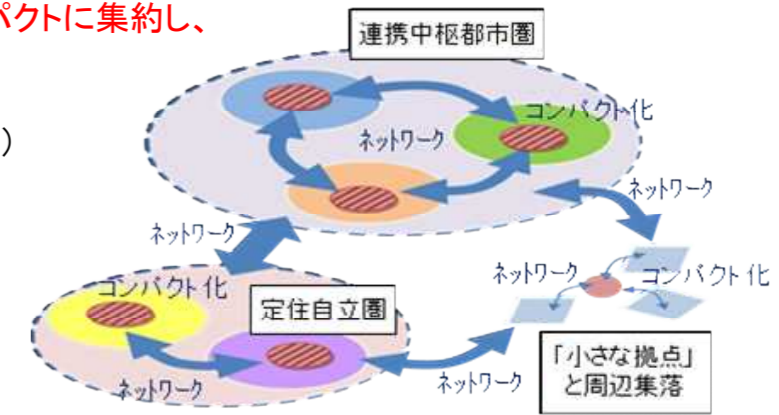 パクトに集約し、
連携中枢都市圏
コンパクト化
）
ネットワーク
ネットワーク
ネットワーク
ネットワーク
コンパクト化
コンパクト化
定住自立圏
「小さな拠点」
と周辺集落
ネットワーク
ネットワーク